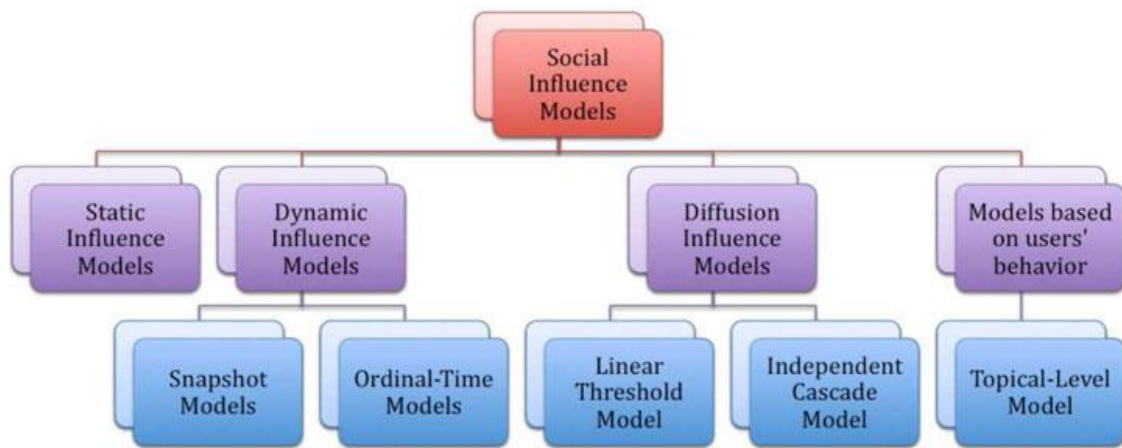 Social
Influence
Models
Static
Influence
Models
Dynamic
Influence
Models
Diffusion
Influence
Models
Models based
on users'
behavior
Snapshot
Models
Ordinal-Time
Models
Linear
Threshold
Model
Independent
Cascade
Model
Topical-Level
Model